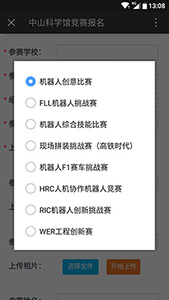 13:08
中山科学馆竞赛报名
参赛学校：
机器人创意比赛
FLL机器人挑战赛
机器人综合技能比赛
现场拼装挑战赛（高铁时代）
机器人F1赛车挑战赛
HRC人机协作机器人竞赛
RIC机器人创新挑战赛
WER工程创新赛
上传相片：
选择文件
开始上传